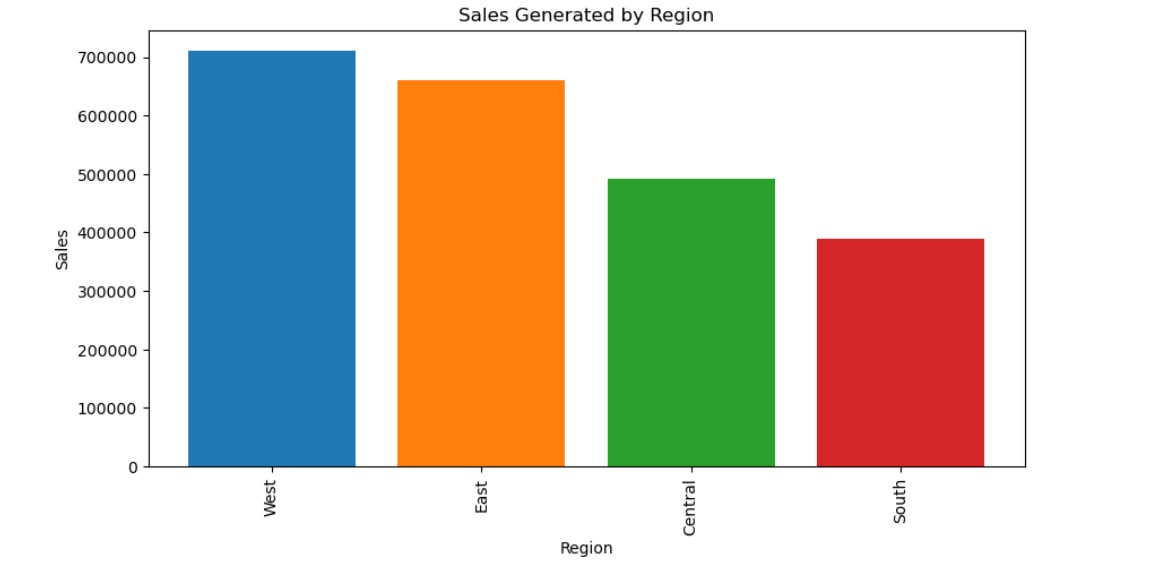 Sales Generated by Region
Sales
700000
600000
500000
400000
300000
200000
100000
0
West
East
Central
South
Region